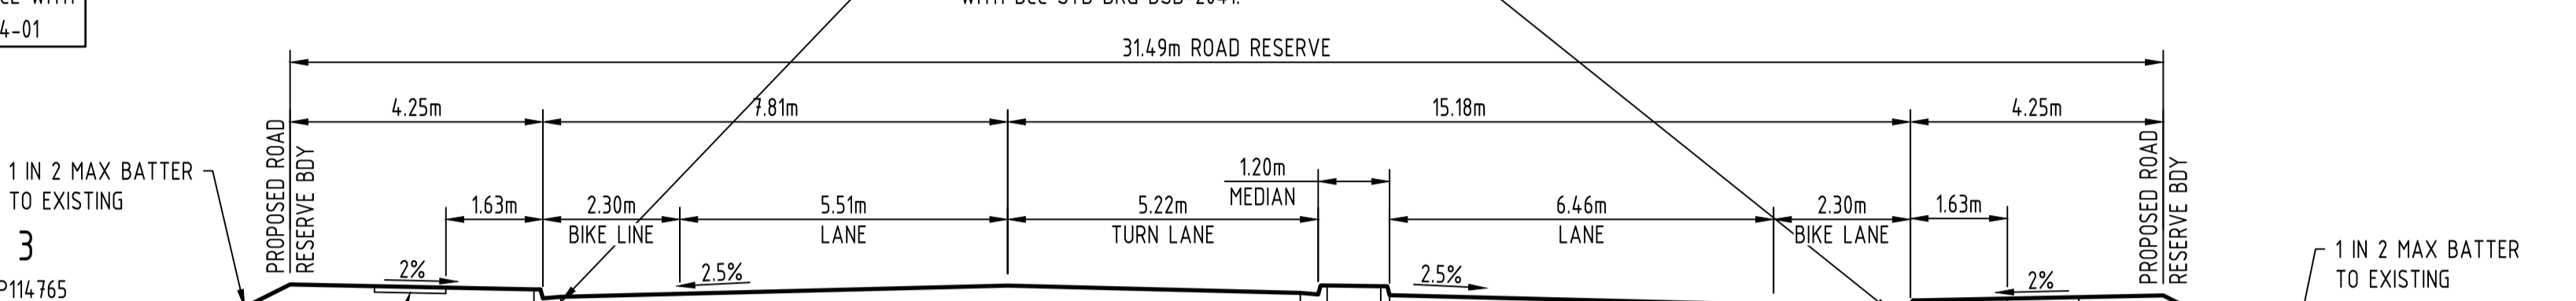 4-01
31.49m ROAD RESERVE
4.25m
7.81m
15.18m
4.25m
PROPOSED ROAD
RESERVE BDY
1 IN 2 MAX BATTER
TO EXISTING
3
P114765
1.63m
2.30m
BIKE LINE
5.51m
LANE
5.22m
TURN LANE
1.20m
MEDIAN
6.46m
LANE
2.30m
BIKE LANE
1.63m
PROPOSED ROAD
RESERVE BDY
1 IN 2 MAX BATTER
TO EXISTING
2%
2.5%
2.5%
2%